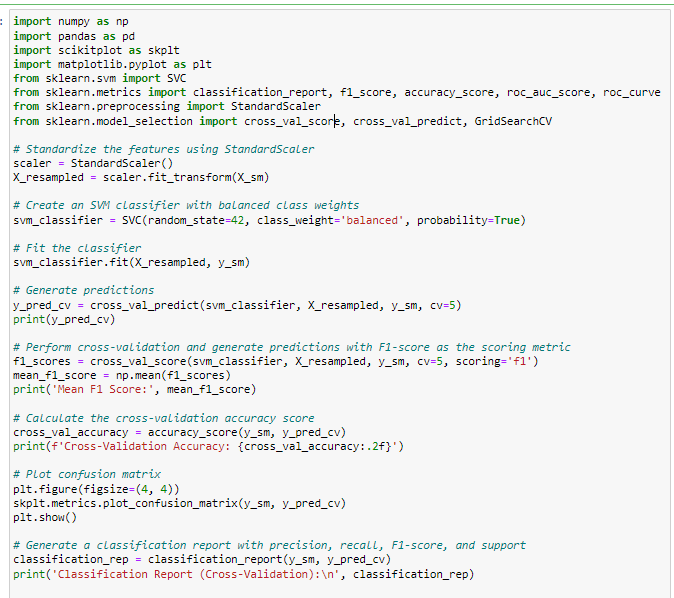 :
import numpy as np
import pandas as pd
import scikitplot as skplt
import matplotlib.pyplot as plt
from sklearn.svm import SVC
from sklearn.metrics import classification_report, f1_score, accuracy_score, roc_auc_score, roc_curve
from sklearn.preprocessing import StandardScaler
from sklearn.model_selection import cross_val_score, cross_val_predict, GridSearchCV
# Standardize the features using StandardScaler
scaler = StandardScaler()
X_resampled = scaler.fit_transform(X_sm)
# Create an SVM classifier with balanced class weights
svm_classifier = SVC(random_state=42, class_weight='balanced', probability=True)
# Fit the classifier
svm_classifier.fit(X_resampled, y_sm)
# Generate predictions
y_pred_cv = cross_val_predict(svm_classifier, X_resampled, y_sm, cv=5)
print(y_pred_cv)
# Perform cross-validation and generate predictions with F1-score as the scoring metric
f1_scores = cross_val_score(svm_classifier, X_resampled, y_sm, cv=5, scoring='f1')
mean_f1_score = np.mean(f1_scores)
print('Mean F1 Score:', mean_f1_score)
# Calculate the cross-validation accuracy score
cross_val_accuracy = accuracy_score(y_sm, y_pred_cv)
print(f'Cross-Validation Accuracy: {cross_val_accuracy:.2f}')
# Plot confusion matrix
plt.figure(figsize=(4, 4))
skplt.metrics.plot_confusion_matrix(y_sm, y_pred_cv)
plt.show()
# Generate a classification report with precision, recall, F1-score, and support
classification_rep = classification_report(y_sm, y_pred_cv)
print('Classification Report (Cross-Validation):\n', classification_rep)